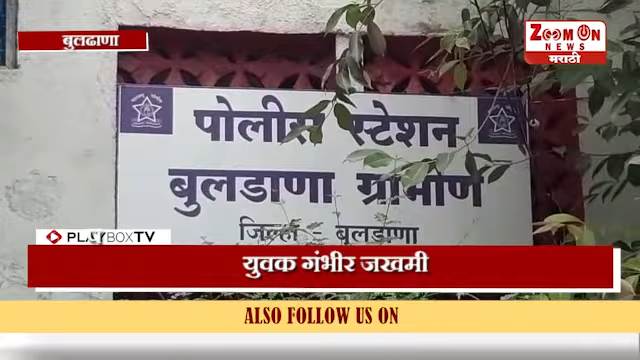 बुलढाणा
ZOOM ON
NEWS
मराठी
पोलीस स्टेशन
बुलडाणा ग्रामीण
जिल्हा - बुलडाणा
PLAYBOXTV
युवक गंभीर जखमी
ALSO FOLLOW US ON